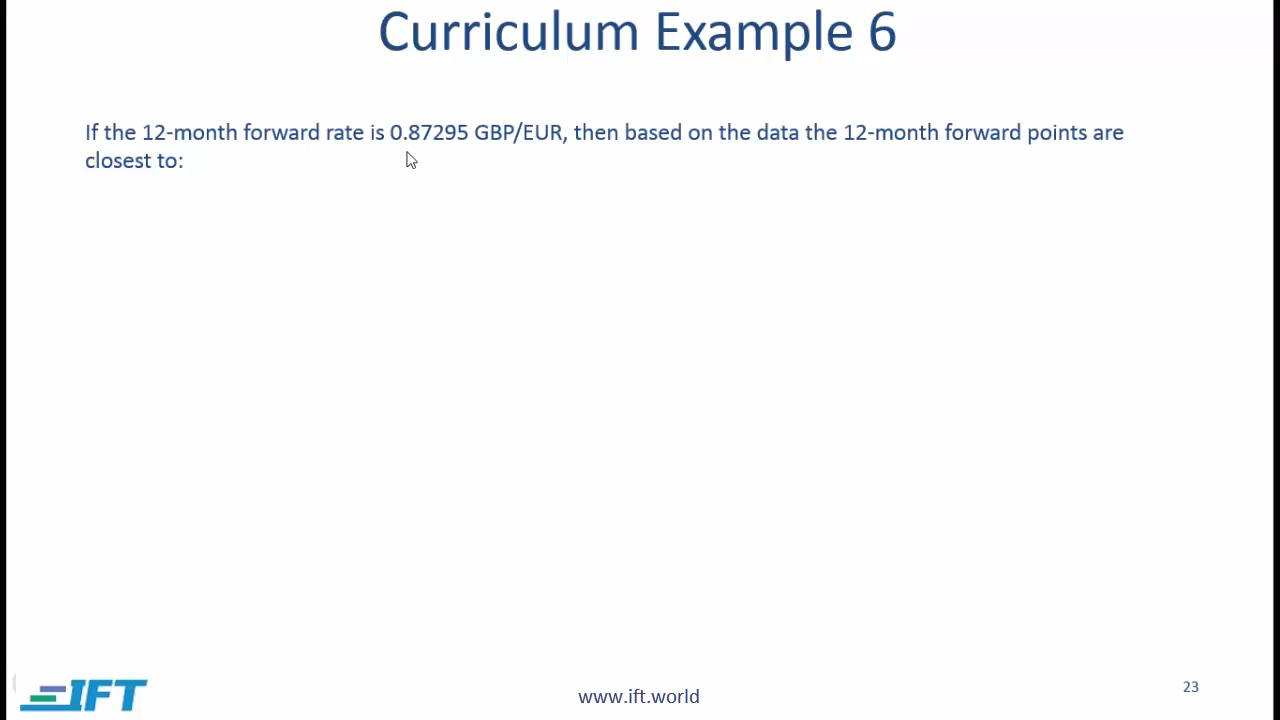 Curriculum Example 6
If the 12-month forward rate is 0.87295 GBP/EUR, then based on the data the 12-month forward points are
closest to:
IFT
www.ift.world
23